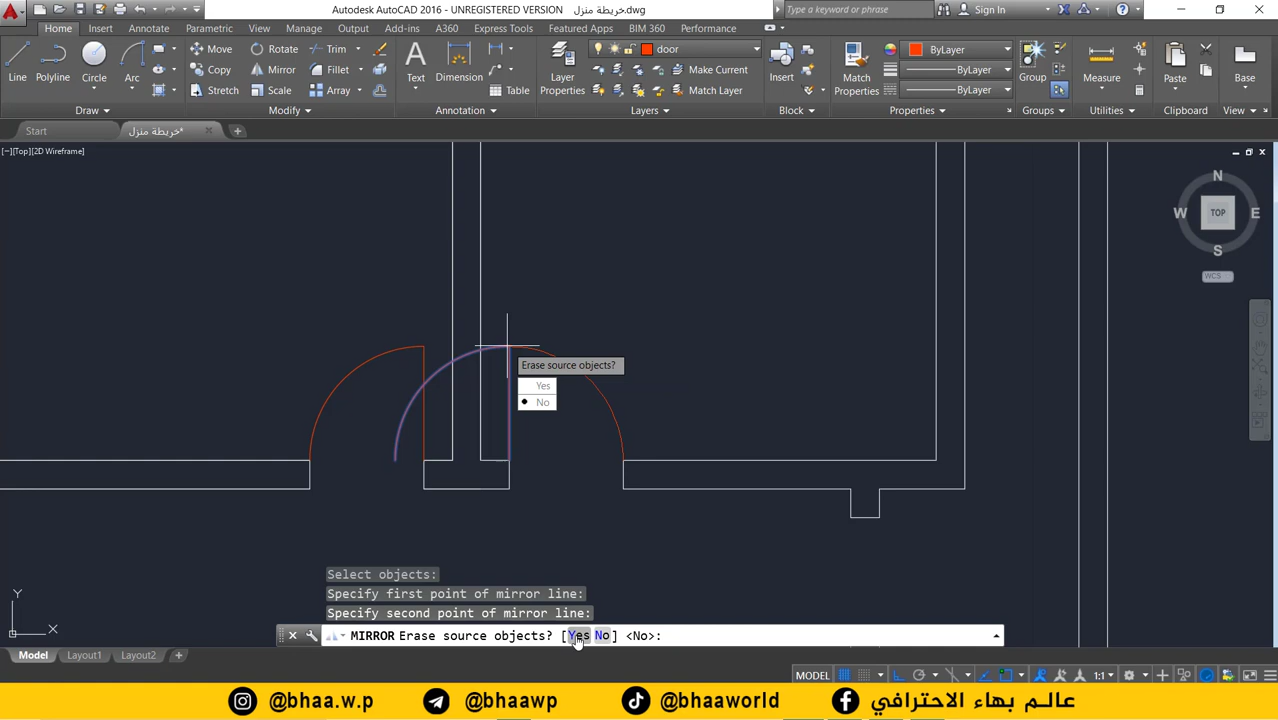 Autodesk AutoCAD 2016 - UNREGISTERED VERSION خريطة منزل.dwg
Type a keyword or phrase
Sign In
Home Insert Annotate Parametric View Manage Output Add-ins A360 Express Tools Featured Apps BIM 360 Performance
Line Polyline Circle Arc
Move Rotate Trim
Copy Mirror Fillet
Stretch Scale Array
Text Dimension Table
Layer Properties
door
Make Current
Match Layer
Insert
Match Properties
ByLayer
ByLayer
ByLayer
Group
Measure
Paste
Base
Draw Modify Annotation Layers Block Properties Groups Utilities Clipboard View
Start خريطة منزل*
[−][Top][2D Wireframe]
N
W TOP E
S
WCS
Erase source objects?
Yes
No
Select objects:
Specify first point of mirror line:
Specify second point of mirror line:
MIRROR Erase source objects? [Yes No] <No>:
Y
X
Model Layout1 Layout2
MODEL 1:1
@bhaa.w.p @bhaawp @bhaaworld عالم بهاء الاحترافي